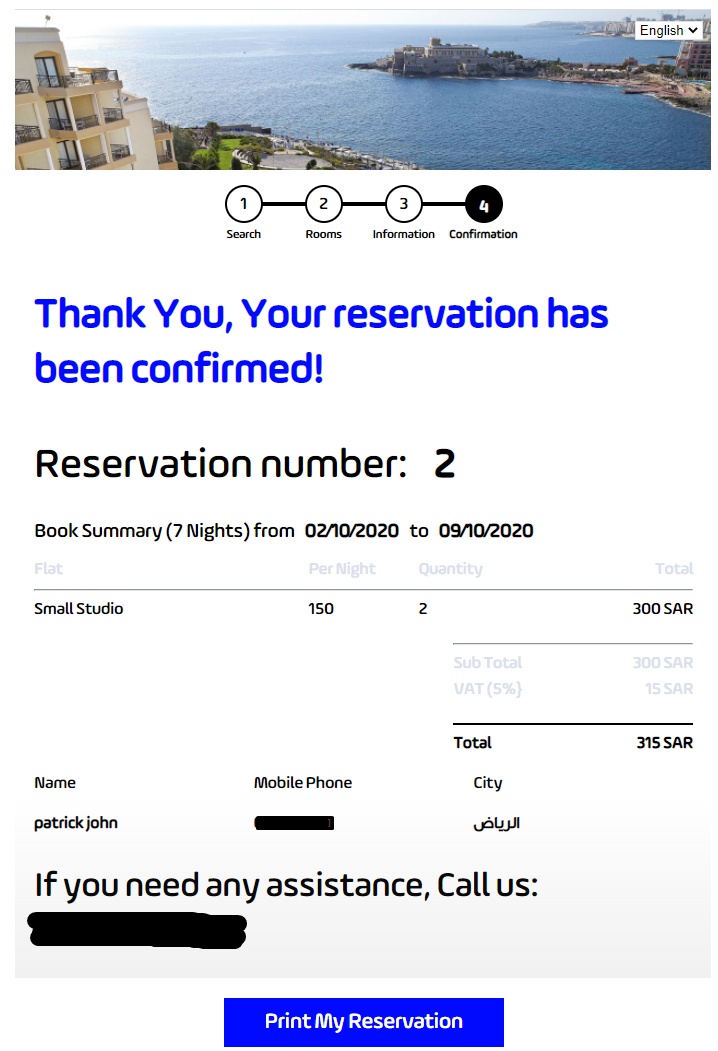 English
1 2 3 4
Search Rooms Information Confirmation
Thank You, Your reservation has
been confirmed!
Reservation number: 2
Book Summary (7 Nights) from 02/10/2020 to 09/10/2020
Flat Per Night Quantity Total
Small Studio 150 2 300 SAR
Sub Total 300 SAR
VAT (5%} 15 SAR
Total 315 SAR
Name Mobile Phone City
patrick john الرياض
If you need any assistance, Call us:
Print My Reservation